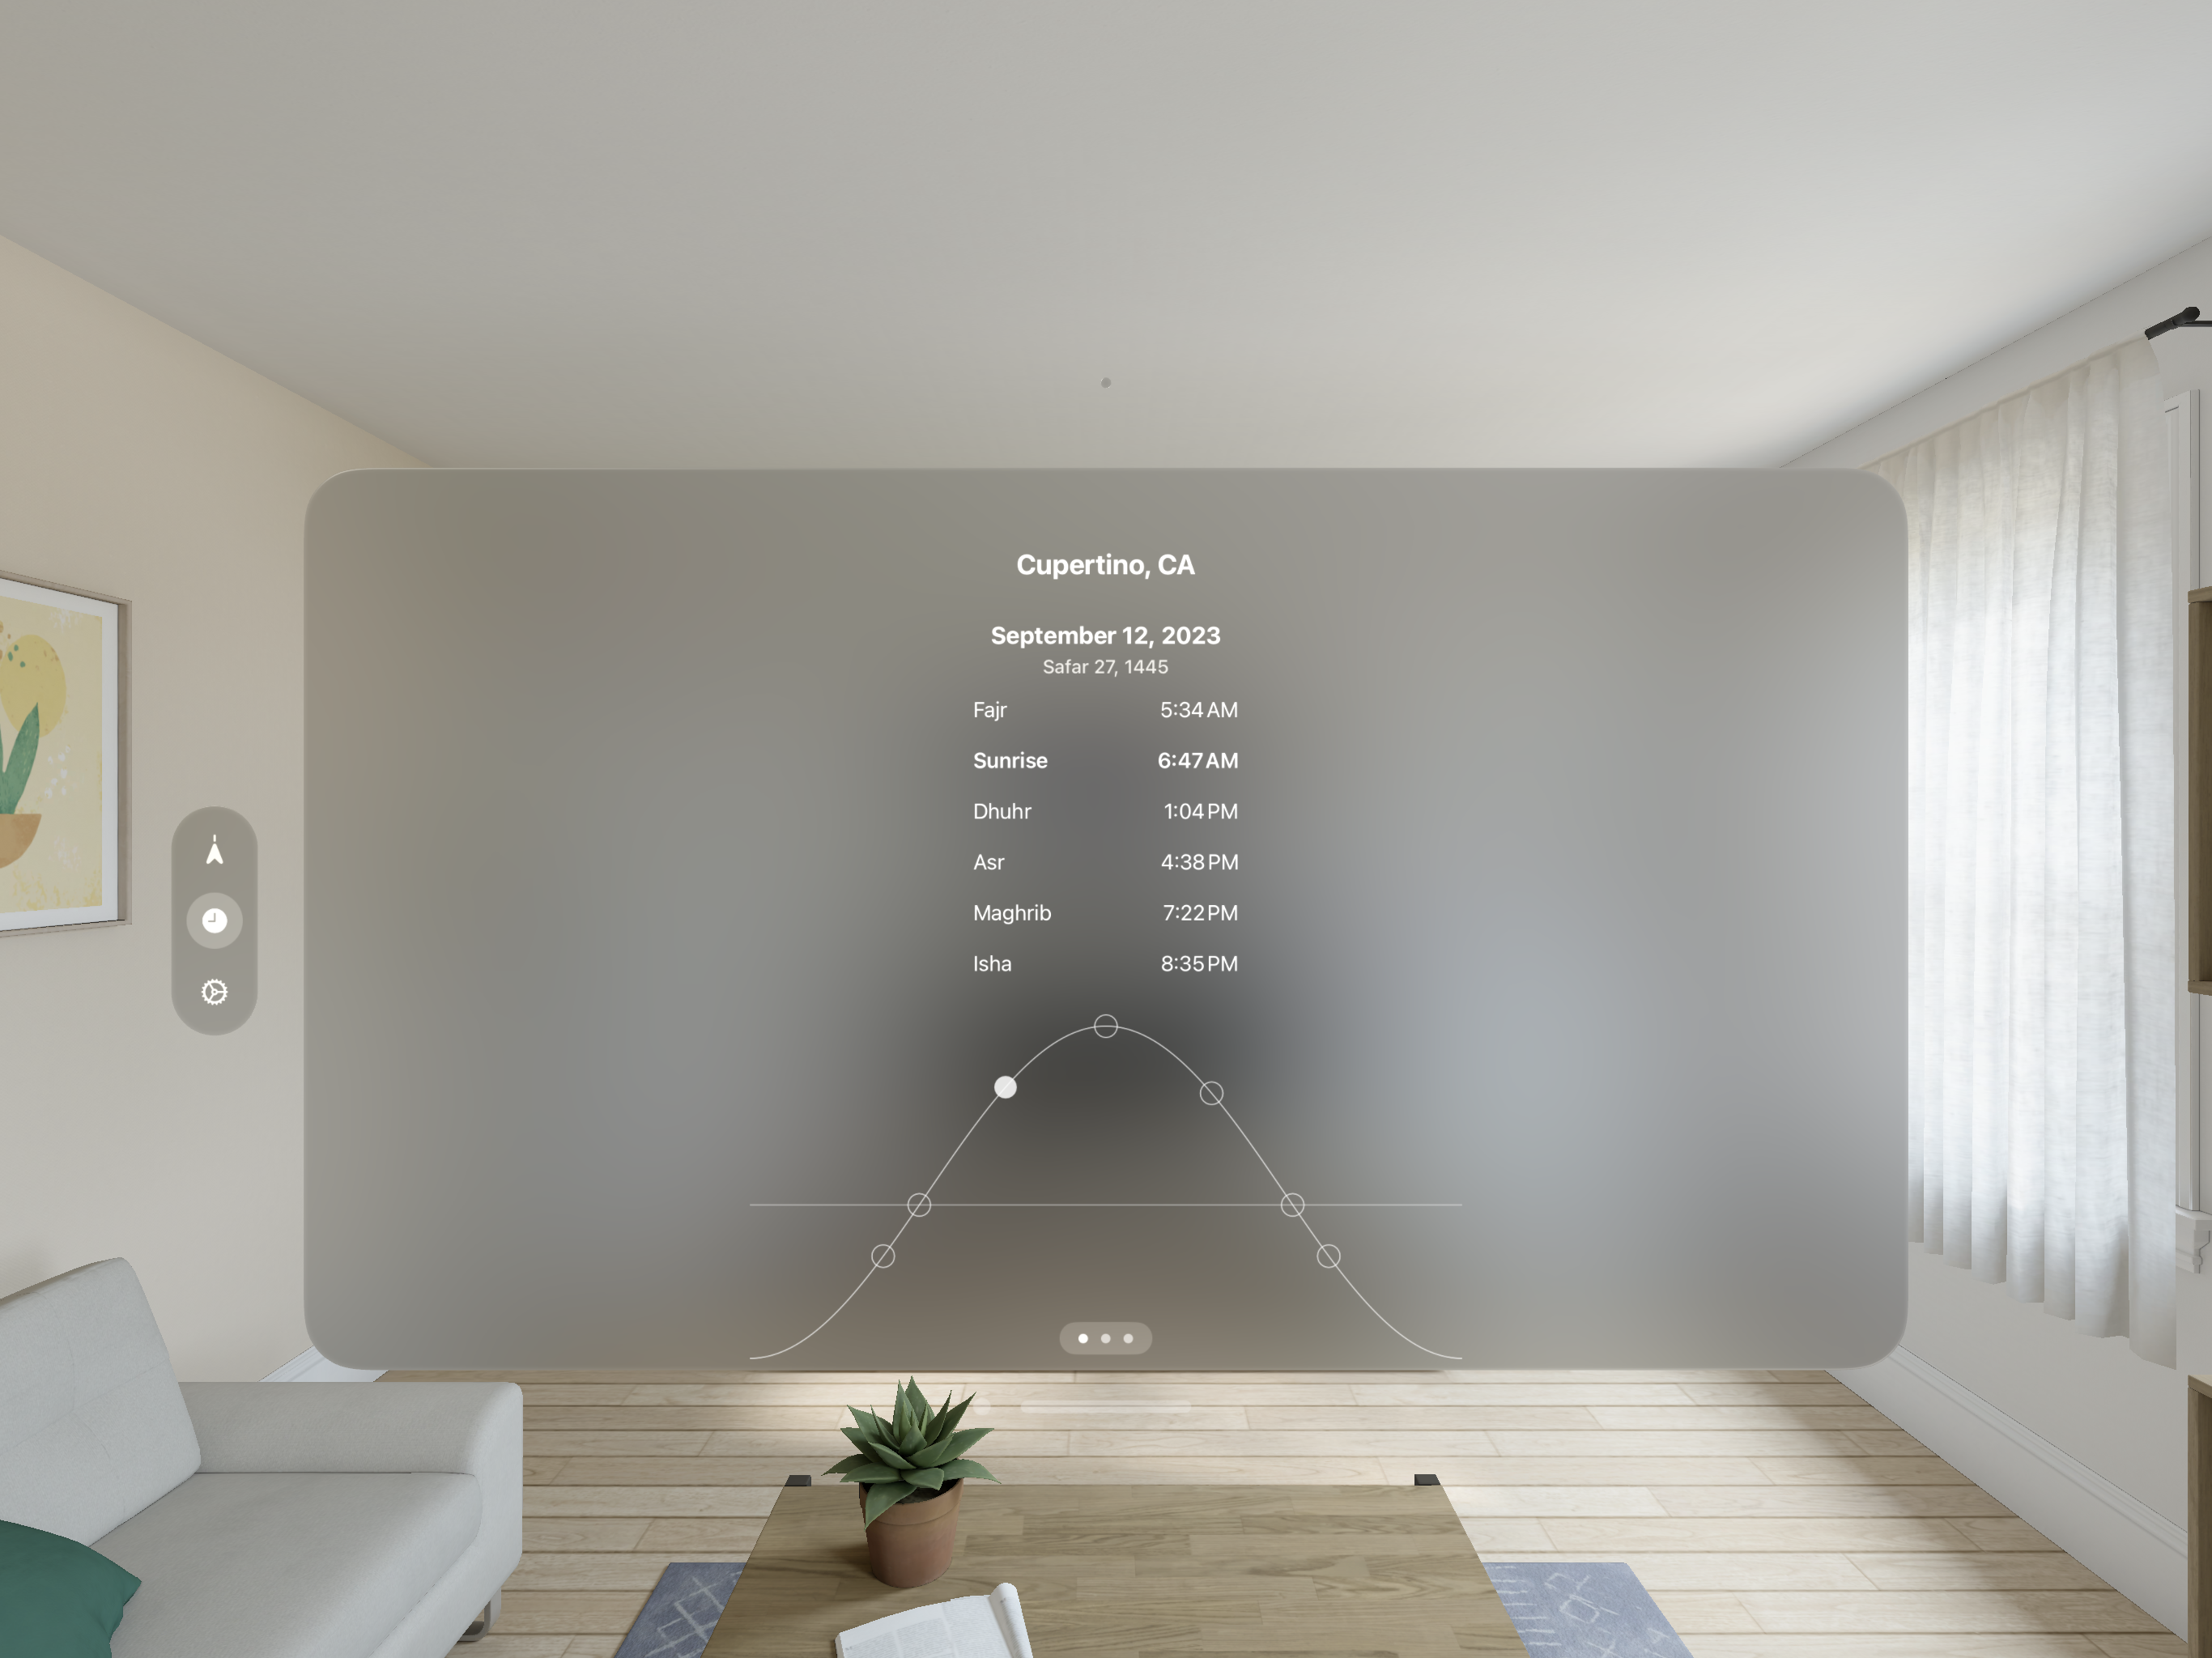 Cupertino, CA
September 12, 2023
Safar 27, 1445
Fajr 5:34 AM
Sunrise 6:47 AM
Dhuhr 1:04 PM
Asr 4:38 PM
Maghrib 7:22 PM
Isha 8:35 PM